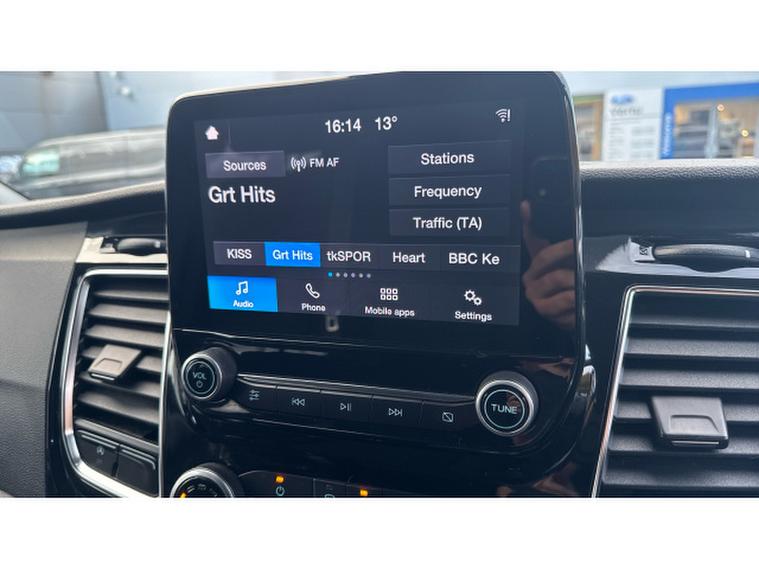 16:14 13°
Sources FM AF Stations
Grt Hits
Frequency
Traffic (TA)
KISS Grt Hits tkSPOR Heart BBC Ke
Audio Phone Mobile apps Settings
VOL
TUNE